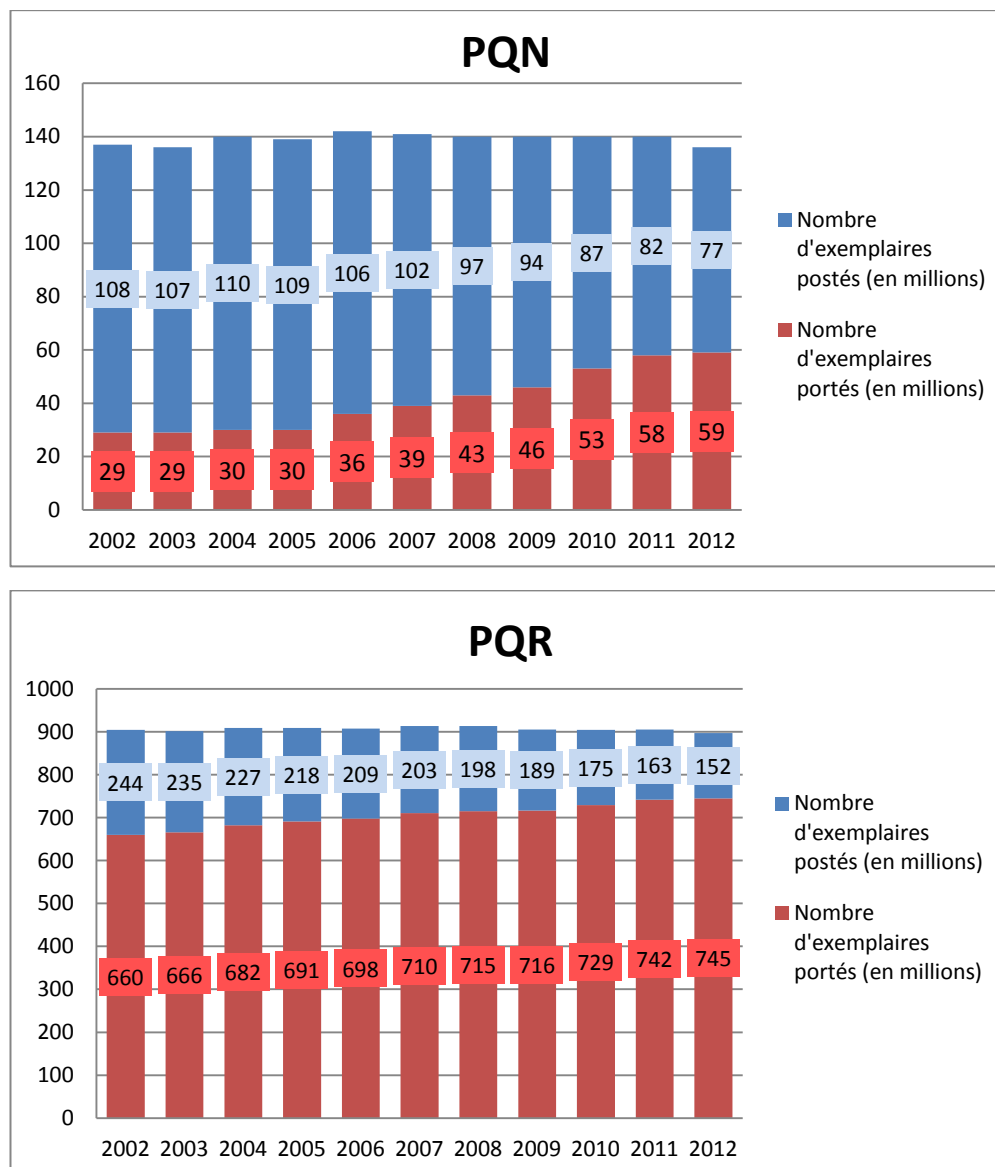 PQN
160
140
120
100
80
60
40
20
0
108 107 110 109 106 102 97 94 87 82 77
29 29 30 30 36 39 43 46 53 58 59
2002 2003 2004 2005 2006 2007 2008 2009 2010 2011 2012
Nombre
d'exemplaires
postés (en millions)
Nombre
d'exemplaires
portés (en millions)
PQR
1000
900
800
700
600
500
400
300
200
100
0
244 235 227 218 209 203 198 189 175 163 152
660 666 682 691 698 710 715 716 729 742 745
2002 2003 2004 2005 2006 2007 2008 2009 2010 2011 2012
Nombre
d'exemplaires
postés (en millions)
Nombre
d'exemplaires
portés (en millions)